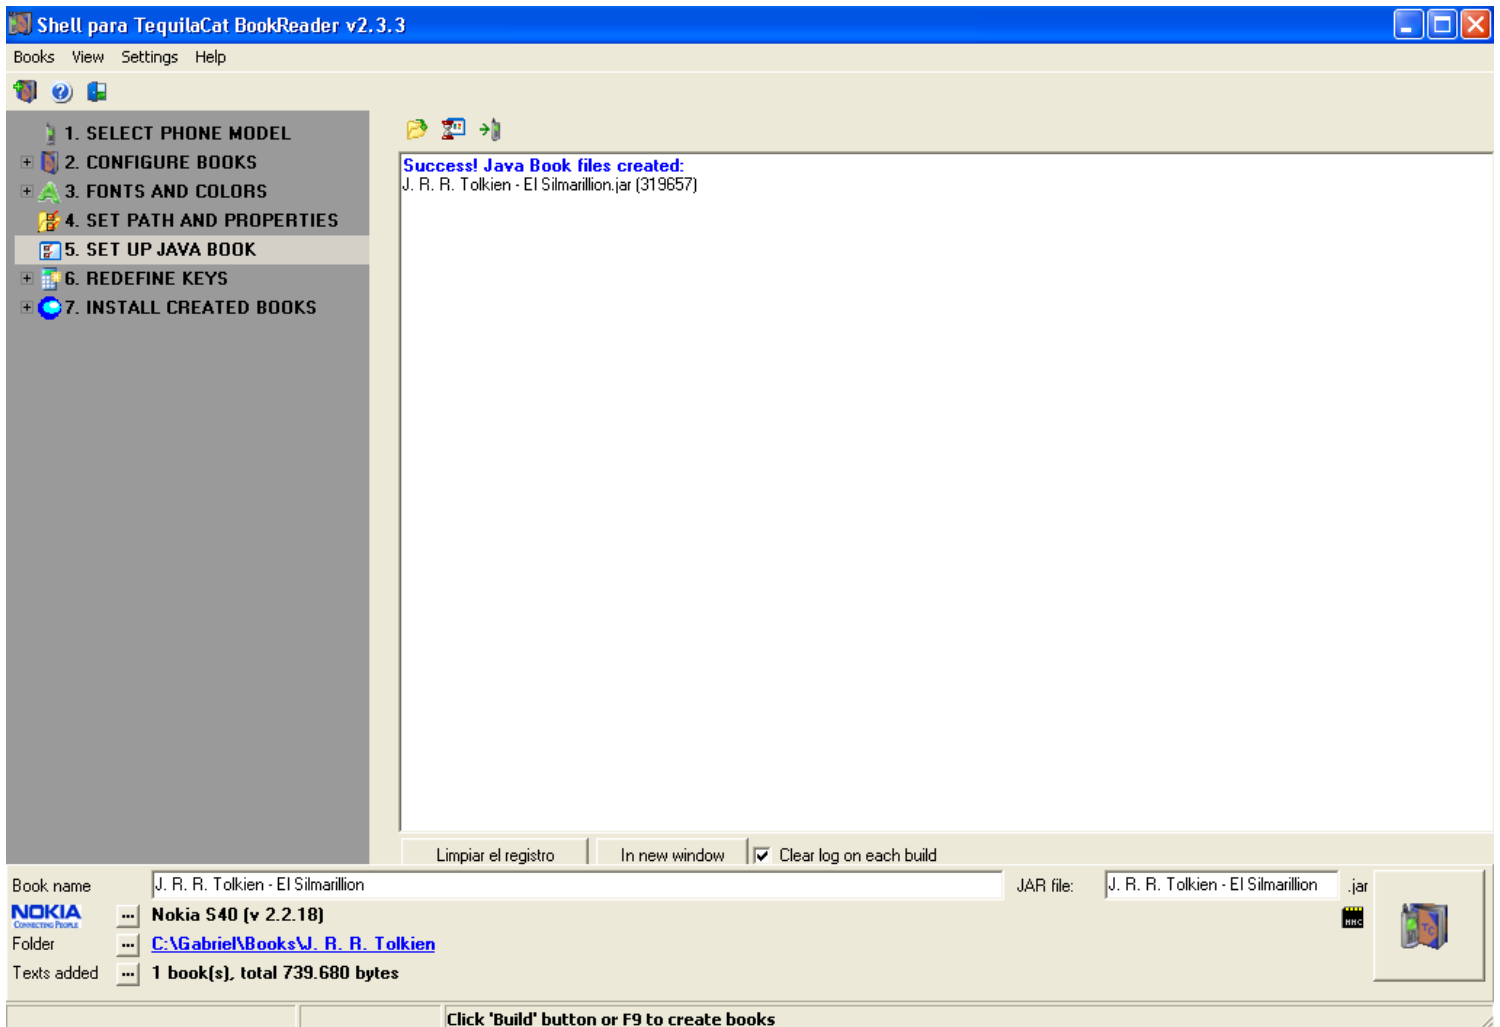 Shell para TequilaCat BookReader v2.3.3
Books View Settings Help
1. SELECT PHONE MODEL
2. CONFIGURE BOOKS
3. FONTS AND COLORS
4. SET PATH AND PROPERTIES
5. SET UP JAVA BOOK
6. REDEFINE KEYS
7. INSTALL CREATED BOOKS
Success! Java Book files created:
J. R. R. Tolkien - El Silmarillion.jar (319657)
Limpiar el registro In new window Clear log on each build
Book name J. R. R. Tolkien - El Silmarillion JAR file: J. R. R. Tolkien - El Silmarillion .jar
NOKIA
CONNECTING PEOPLE
... Nokia S40 (v 2.2.18)
MMC
Folder ... C:\Gabriel\Books\J. R. R. Tolkien
Texts added ... 1 book(s), total 739.680 bytes
TC
Click 'Build' button or F9 to create books